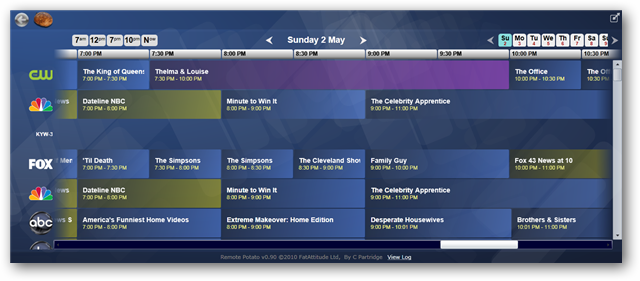 7am 12pm 7pm 10pm Now
Sunday 2 May
Su Mo Tu We Th Fr Sa
7:00 PM 7:30 PM 8:00 PM 8:30 PM 9:00 PM 9:30 PM 10:00 PM 10:30 PM
CW
The King of Queens
7:00 PM - 7:30 PM
Thelma & Louise
7:30 PM - 10:00 PM
The Office
10:00 PM - 10:30 PM
The Off
10:30 PM
ews
Dateline NBC
7:00 PM - 8:00 PM
Minute to Win It
8:00 PM - 9:00 PM
The Celebrity Apprentice
9:00 PM - 11:00 PM
KYW-3
FOX
'Til Death
7:00 PM - 7:30 PM
The Simpsons
7:30 PM - 8:00 PM
The Simpsons
8:00 PM - 8:30 PM
The Cleveland Show
8:30 PM - 9:00 PM
Family Guy
9:00 PM - 10:00 PM
Fox 43 News at 10
10:00 PM - 11:00 PM
Dateline NBC
7:00 PM - 8:00 PM
Minute to Win It
8:00 PM - 9:00 PM
The Celebrity Apprentice
9:00 PM - 11:00 PM
abc
ws S
America's Funniest Home Videos
7:00 PM - 8:00 PM
Extreme Makeover: Home Edition
8:00 PM - 9:00 PM
Desperate Housewives
9:00 PM - 10:01 PM
Brothers & Sisters
10:01 PM - 11:00 PM
Remote Potato v0.90 ©2010 FatAttitude Ltd, By C Partridge View Log